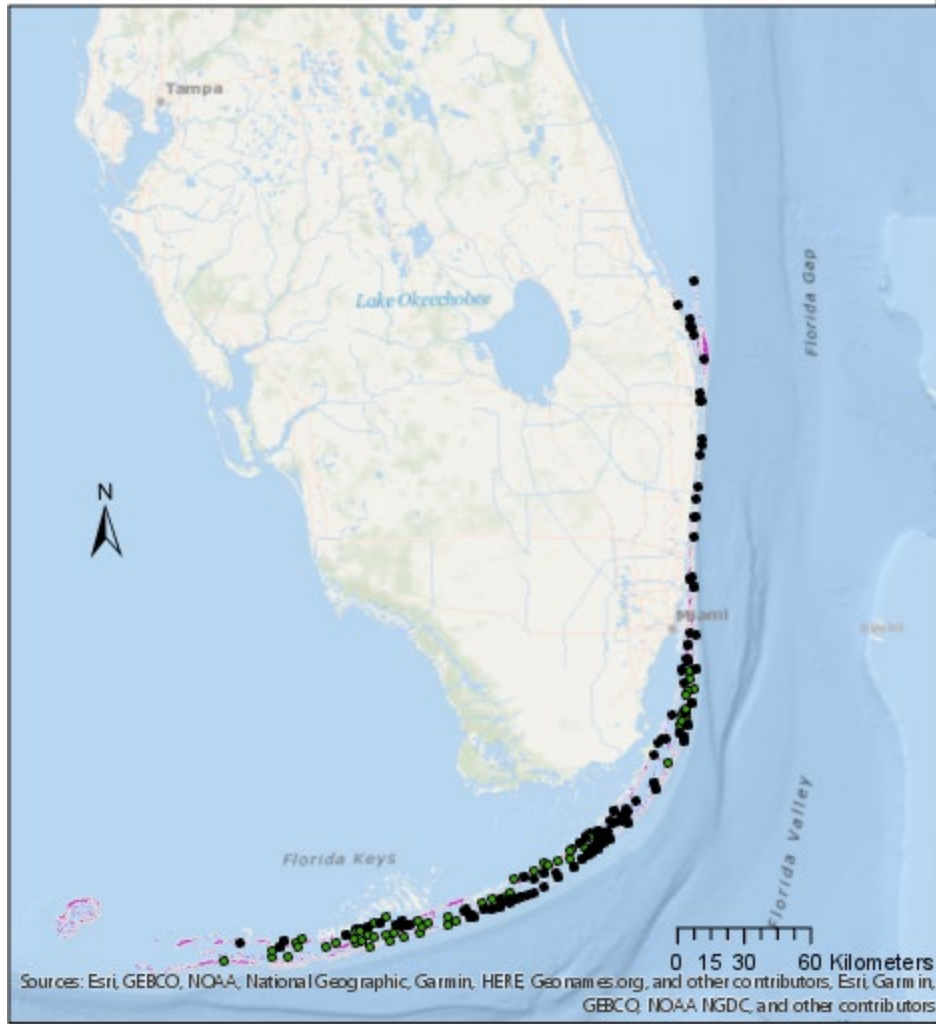 Tampa
Lake Okeechobee
Florida Gap
N
Miami
Florida Valley
Florida Keys
0 15 30 60 Kilometers
Sources: Esri, GEBCO, NOAA, National Geographic, Garmin, HERE, Geonames.org, and other contributors, Esri, Garmin,
GEBCO, NOAA NGDC, and other contributors